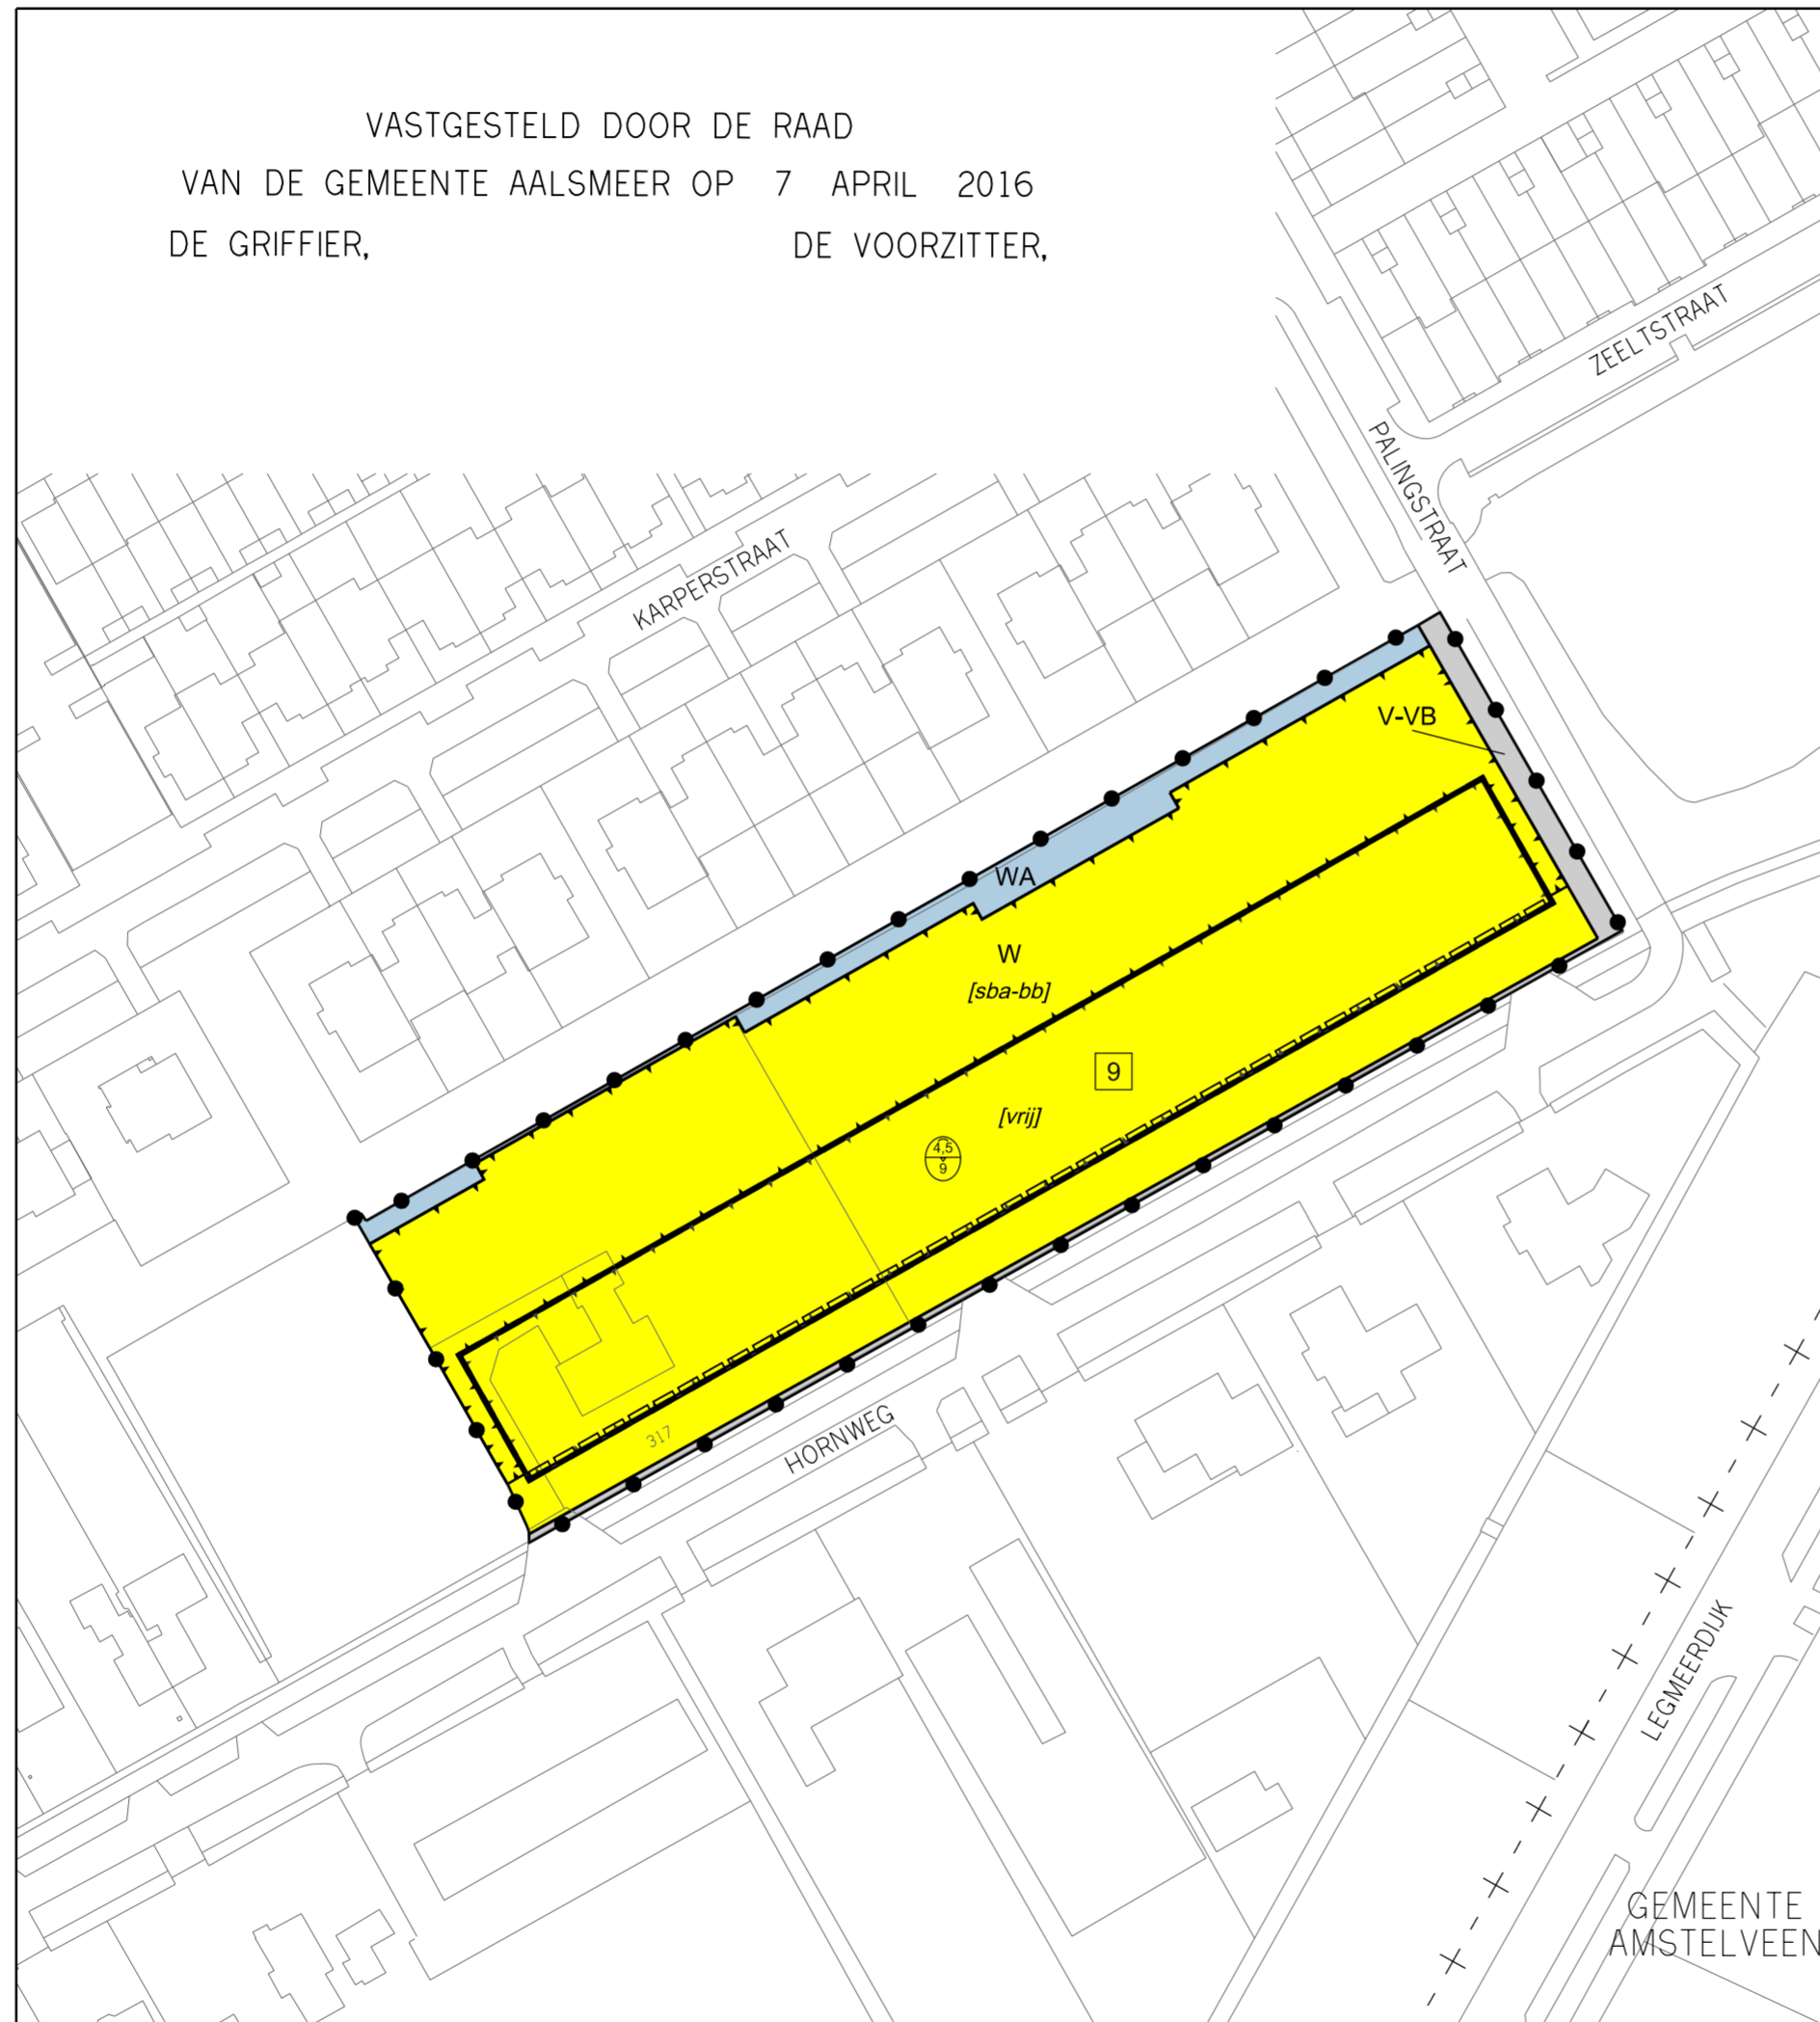 VASTGESTELD DOOR DE RAAD
VAN DE GEMEENTE AALSMEER OP 7 APRIL 2016
DE GRIFFIER, DE VOORZITTER,
ZEELTSTRAAT
PALINGSTRAAT
KARPERSTRAAT
V-VB
WA
W
[sba-bb]
9
[vrij]
4,5
9
317
HORNWEG
LEGMEERDIJK
GEMEENTE
AMSTELVEEN